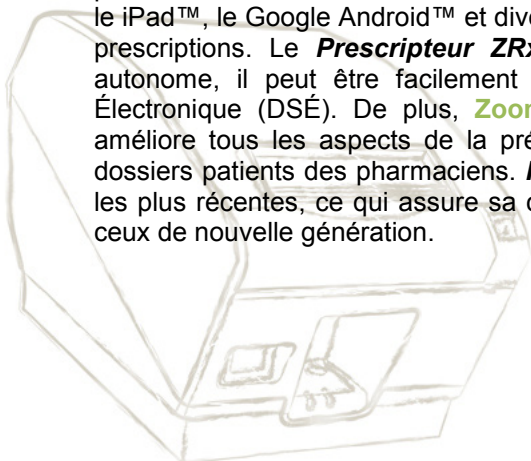 le iPad™, le Google Android™ et dive
prescriptions. Le Prescripteur ZRx
autonome, il peut être facilement
Électronique (DSÉ). De plus, Zoom
améliore tous les aspects de la pré
dossiers patients des pharmaciens.
les plus récentes, ce qui assure sa c
ceux de nouvelle génération.